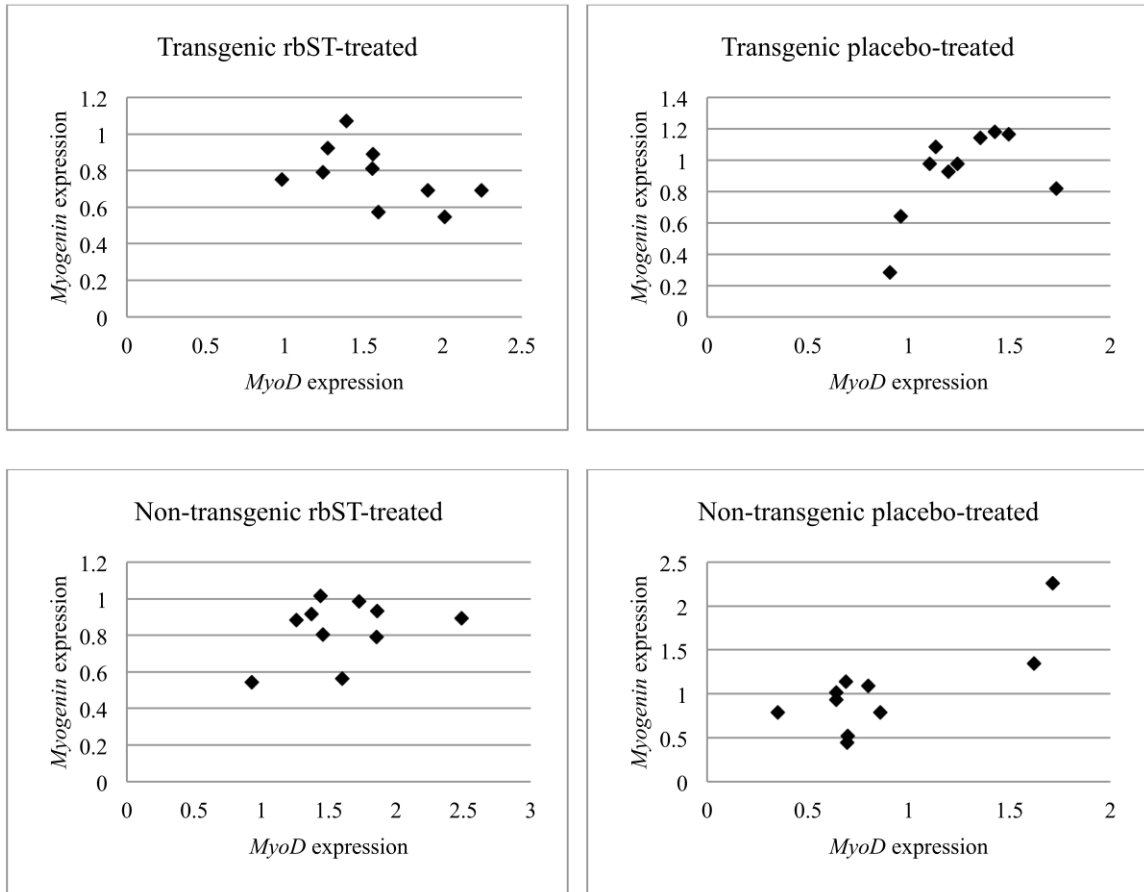 Transgenic rbST-treated
Myogenin expression
1.2
1
0.8
0.6
0.4
0.2
0
0 0.5 1 1.5 2 2.5
MyoD expression
Transgenic placebo-treated
Myogenin expression
1.4
1.2
1
0.8
0.6
0.4
0.2
0
0 0.5 1 1.5 2
MyoD expression
Non-transgenic rbST-treated
Myogenin expression
1.2
1
0.8
0.6
0.4
0.2
0
0 0.5 1 1.5 2 2.5 3
MyoD expression
Non-transgenic placebo-treated
Myogenin expression
2.5
2
1.5
1
0.5
0
0 0.5 1 1.5 2
MyoD expression